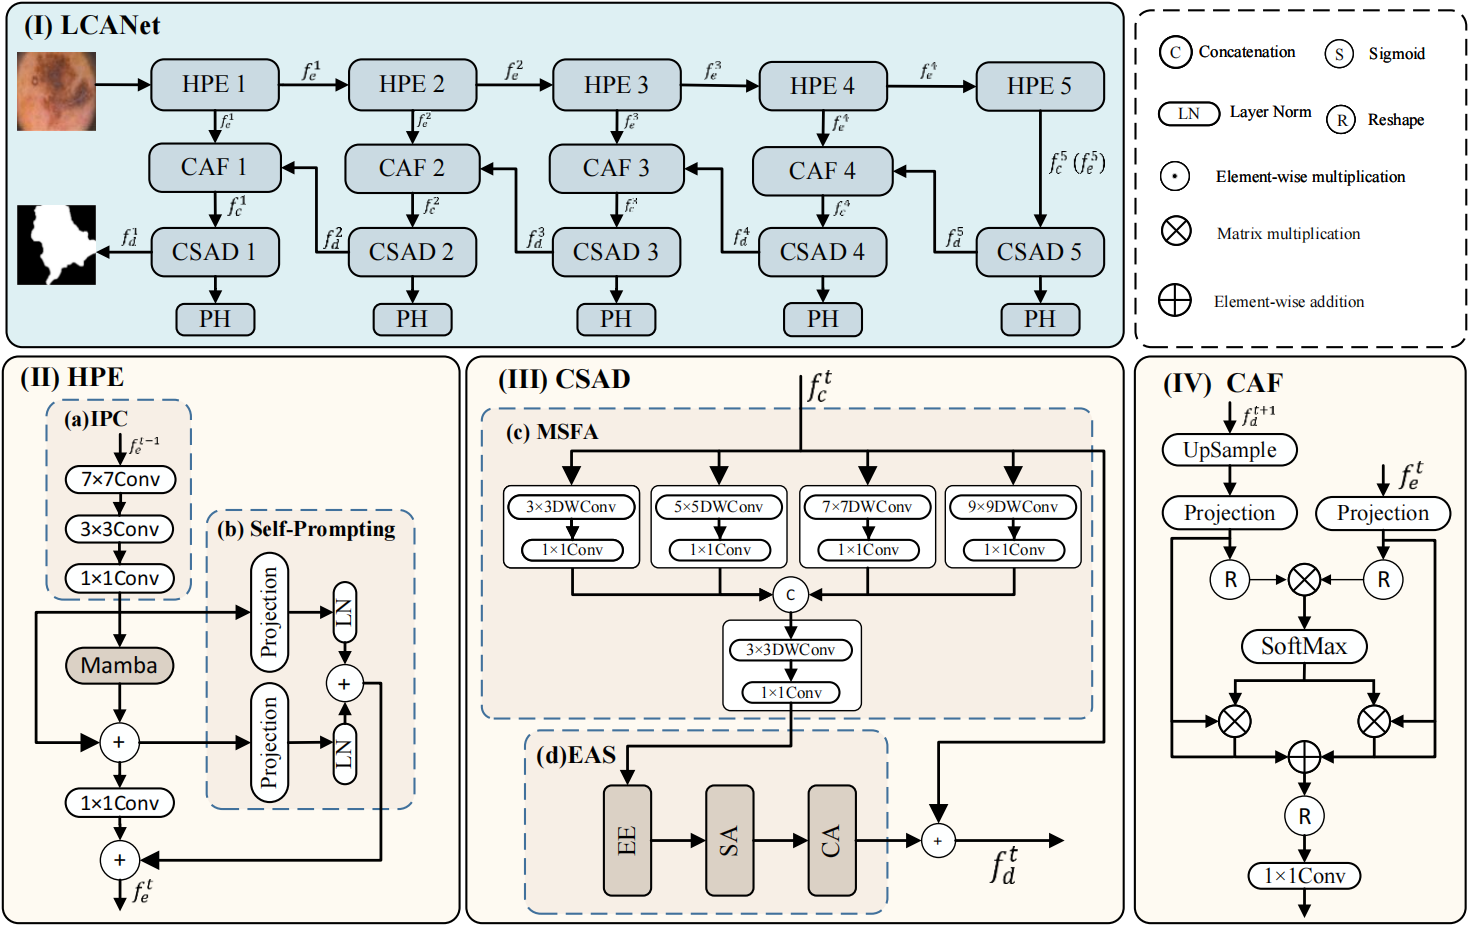 (I) LCANet
HPE 1
f_e^1
HPE 2
f_e^2
HPE 3
f_e^3
HPE 4
f_e^4
HPE 5
f_e^1
f_e^2
f_e^3
f_e^4
f_c^5 (f_e^5)
CAF 1
CAF 2
CAF 3
CAF 4
f_c^1
f_c^2
f_c^3
f_c^4
f_d^1
CSAD 1
f_d^2
CSAD 2
f_d^3
CSAD 3
f_d^4
CSAD 4
f_d^5
CSAD 5
PH
PH
PH
PH
PH
C Concatenation
S Sigmoid
LN Layer Norm
R Reshape
Element-wise multiplication
Matrix multiplication
Element-wise addition
(II) HPE
(a)IPC
f_e^{t-1}
7×7Conv
3×3Conv
1×1Conv
Mamba
+
1×1Conv
+
f_e^t
(b) Self-Prompting
Projection
LN
+
Projection
LN
(III) CSAD
f_c^t
(c) MSFA
3×3DWConv
1×1Conv
5×5DWConv
1×1Conv
7×7DWConv
1×1Conv
9×9DWConv
1×1Conv
C
3×3DWConv
1×1Conv
(d)EAS
EE
SA
CA
+
f_d^t
(IV) CAF
f_d^{t+1}
UpSample
f_e^t
Projection
Projection
R
R
SoftMax
R
1×1Conv